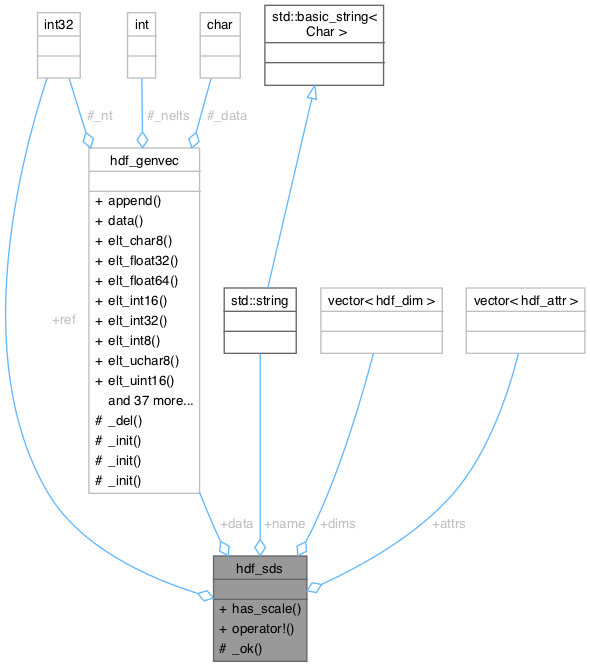 int32
int
char
std::basic_string<
Char >
#_nt
#_nelts
#_data
hdf_genvec
+ append()
+ data()
+ elt_char8()
+ elt_float32()
+ elt_float64()
+ elt_int16()
+ elt_int32()
+ elt_int8()
+ elt_uchar8()
+ elt_uint16()
and 37 more...
# _del()
# _init()
# _init()
# _init()
std::string
vector< hdf_dim >
vector< hdf_attr >
+ref
+data
+name
+dims
+attrs
hdf_sds
+ has_scale()
+ operator!()
# _ok()